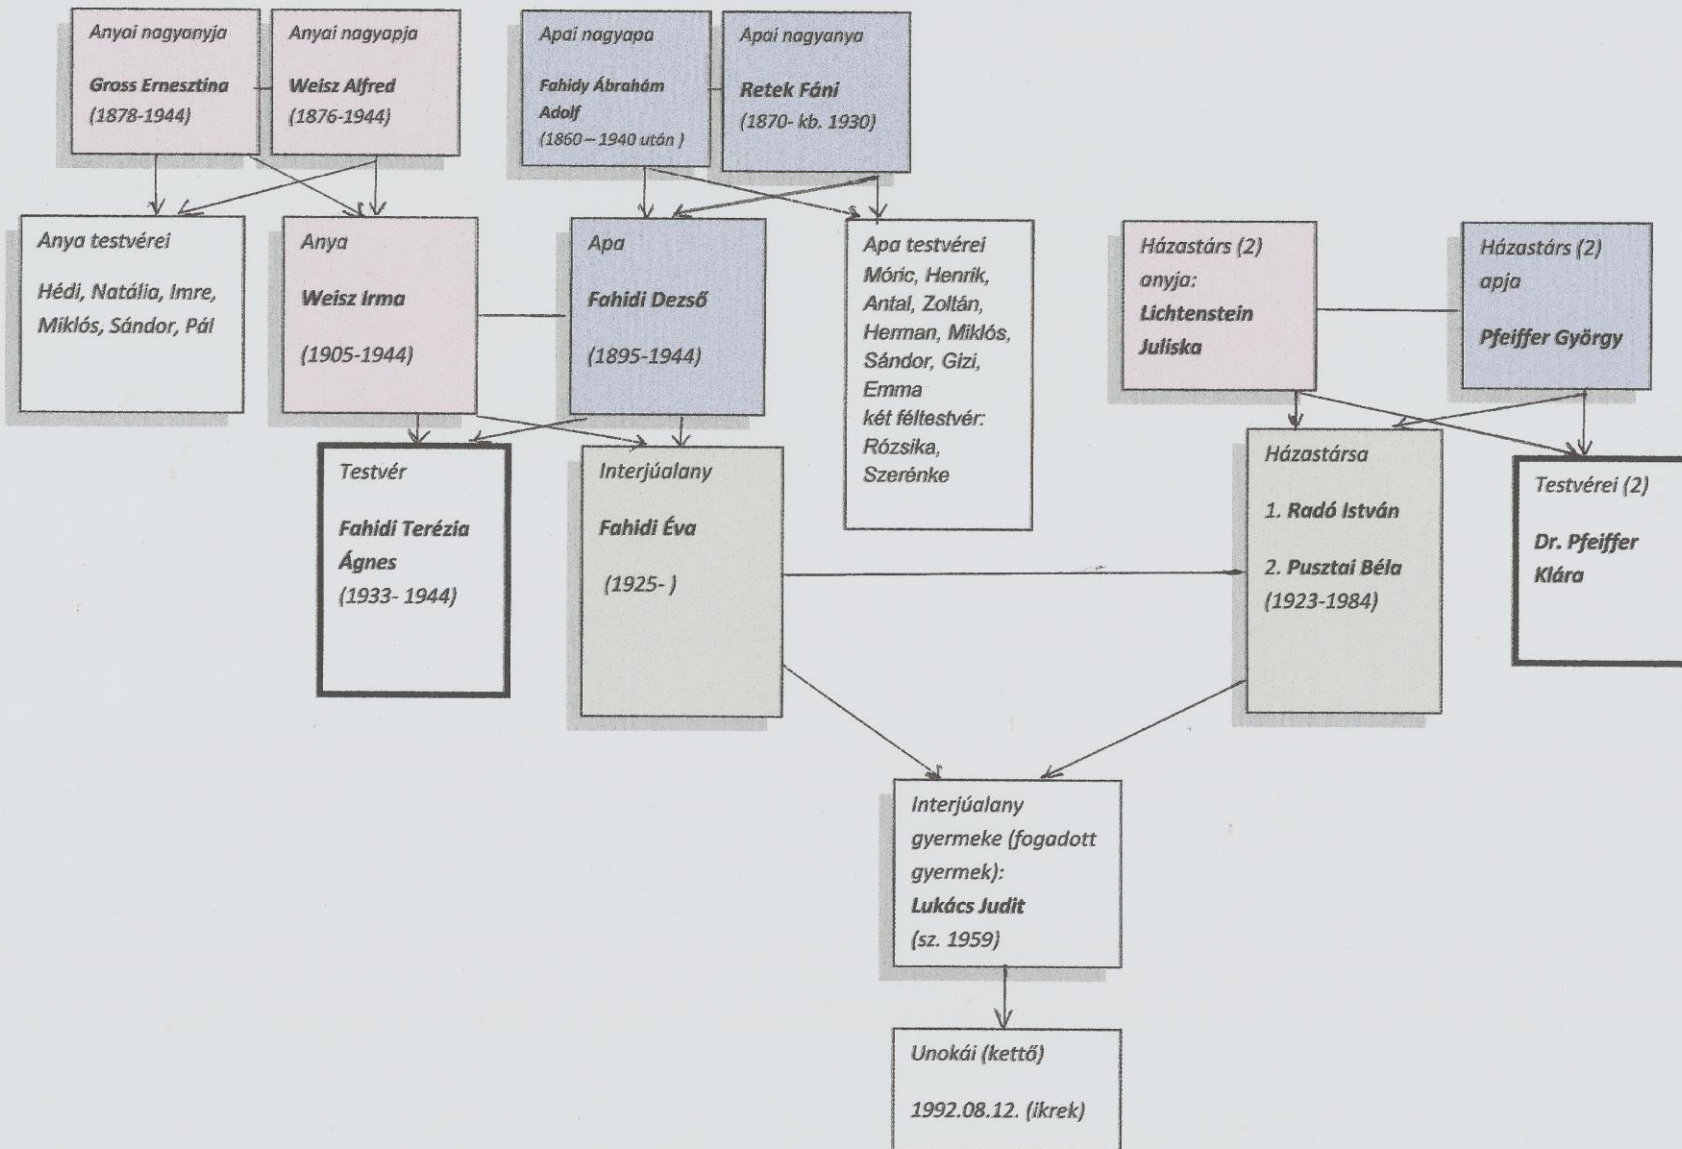 Anyai nagyanyja
Gross Ernesztina
(1878-1944)
Anyai nagyapja
Weisz Alfred
(1876-1944)
Apai nagyapa
Fahidy Ábrahám
Adolf
(1860 – 1940 után )
Apai nagyanya
Retek Fáni
(1870- kb. 1930)
Anya testvérei
Hédi, Natália, Imre,
Miklós, Sándor, Pál
Anya
Weisz Irma
(1905-1944)
Apa
Fahidi Dezső
(1895-1944)
Apa testvérei
Móric, Henrik,
Antal, Zoltán,
Herman, Miklós,
Sándor, Gizi,
Emma
két féltestvér:
Rózsika,
Szerénke
Házastárs (2)
anyja:
Lichtenstein
Juliska
Házastárs (2)
apja
Pfeiffer György
Testvér
Fahidi Terézia
Ágnes
(1933- 1944)
Interjúalany
Fahidi Éva
(1925- )
Házastársa
1. Radó István
2. Pusztai Béla
(1923-1984)
Testvérei (2)
Dr. Pfeiffer
Klára
Interjúalany
gyermeke (fogadott
gyermek):
Lukács Judit
(sz. 1959)
Unokái (kettő)
1992.08.12. (ikrek)